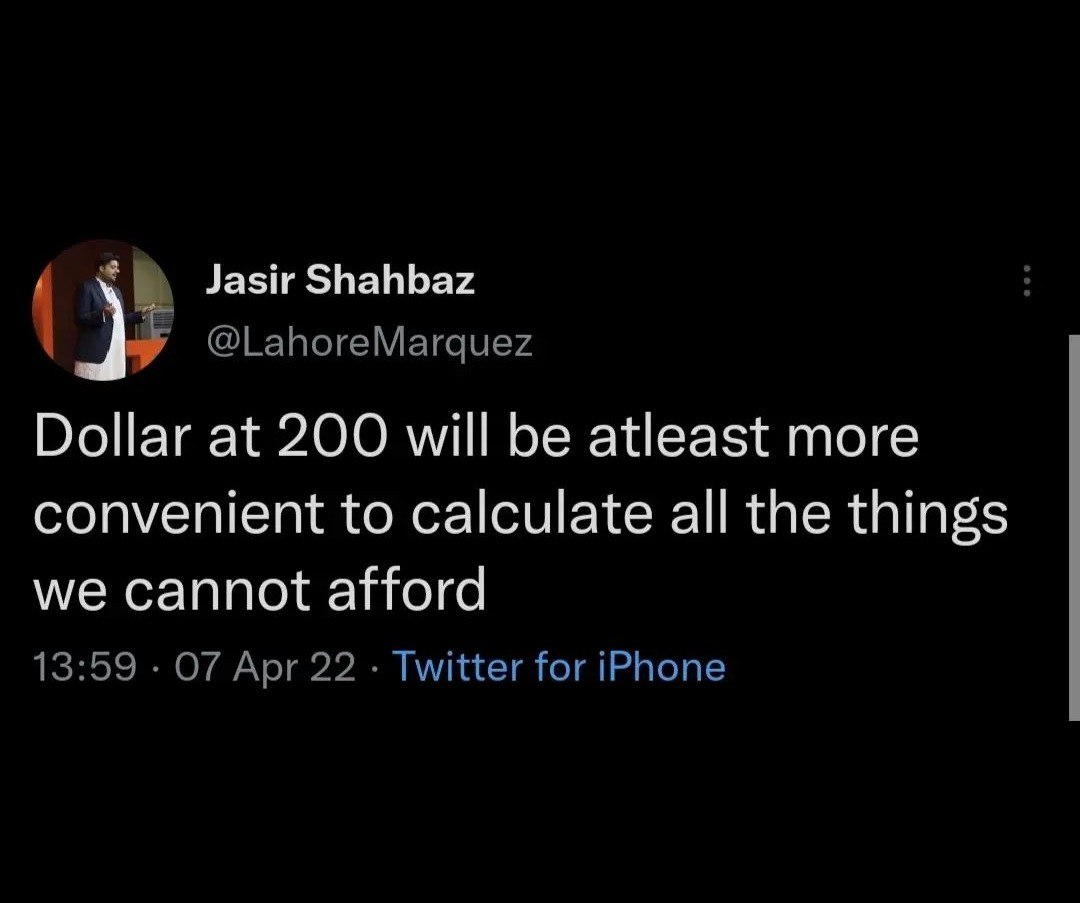 Jasir Shahbaz
@LahoreMarquez
Dollar at 200 will be atleast more
convenient to calculate all the things
we cannot afford
13:59 · 07 Apr 22 · Twitter for iPhone